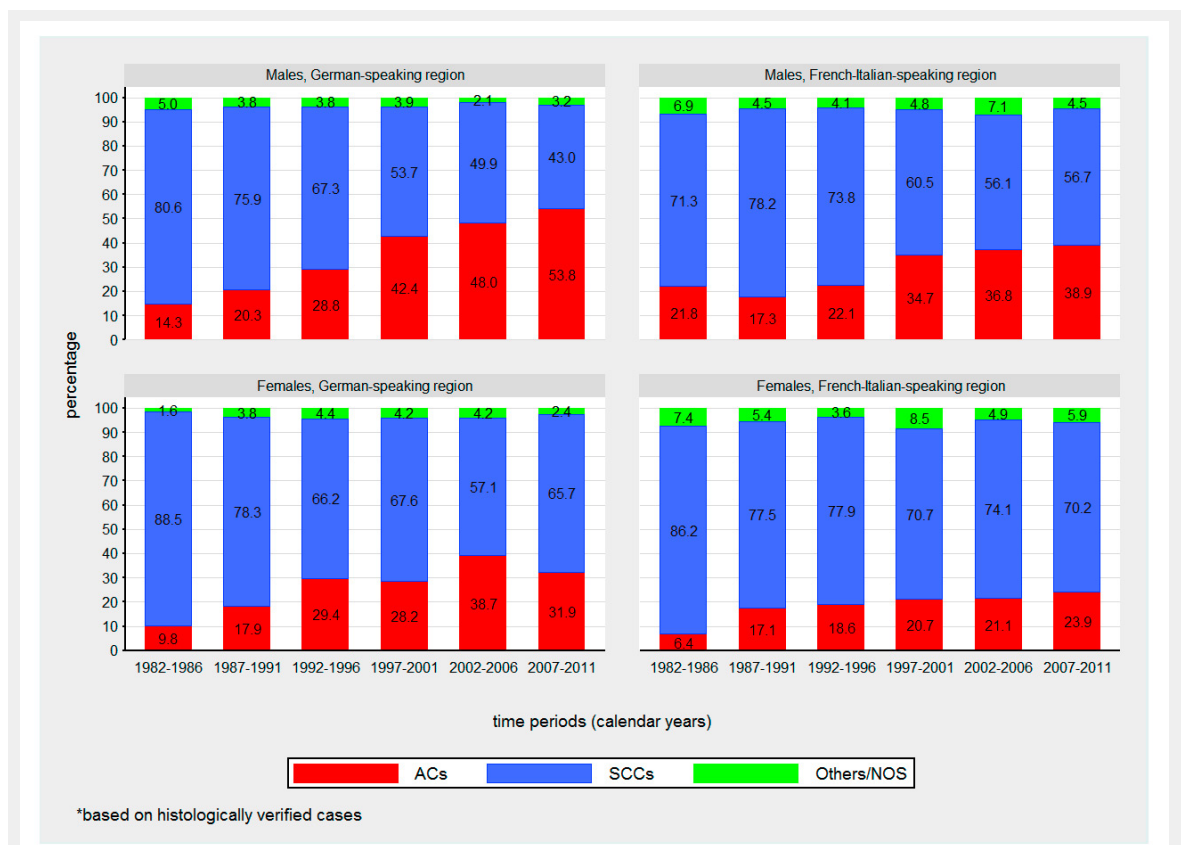 Males, German-speaking region
Males, French-Italian-speaking region
100 5.0 3.8 3.8 3.9 2.1 3.2 6.9 4.5 4.1 4.8 7.1 4.5
90
80
70
60
50
40
30
20
10
0
80.6 75.9 67.3 53.7 49.9 43.0 71.3 78.2 73.8 60.5 56.1 56.7
14.3 20.3 28.8 42.4 48.0 53.8 21.8 17.3 22.1 34.7 36.8 38.9
percentage
Females, German-speaking region
Females, French-Italian-speaking region
100 1.6 3.8 4.4 4.2 4.2 2.4 7.4 5.4 3.6 8.5 4.9 5.9
90
80
70
60
50
40
30
20
10
0
88.5 78.3 66.2 67.6 57.1 65.7 86.2 77.5 77.9 70.7 74.1 70.2
9.8 17.9 29.4 28.2 38.7 31.9 6.4 17.1 18.6 20.7 21.1 23.9
1982-1986 1987-1991 1992-1996 1997-2001 2002-2006 2007-2011 1982-1986 1987-1991 1992-1996 1997-2001 2002-2006 2007-2011
time periods (calendar years)
ACs SCCs Others/NOS
*based on histologically verified cases